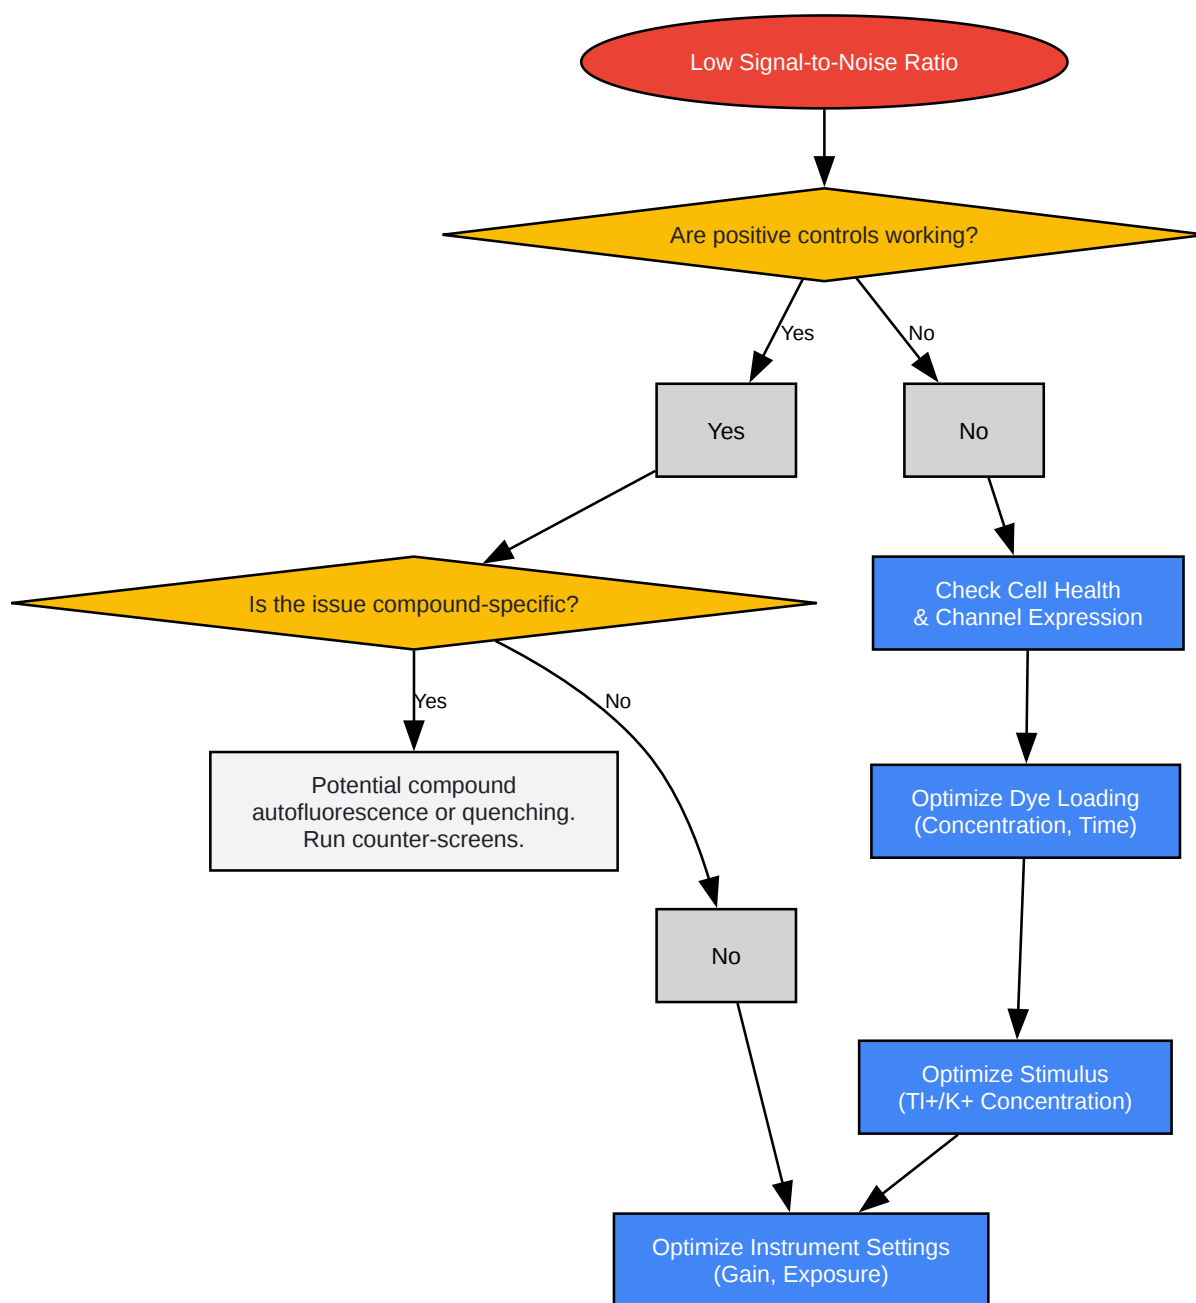 Low Signal-to-Noise Ratio
Are positive controls working?
Yes
No
Yes
No
Is the issue compound-specific?
Check Cell Health
& Channel Expression
Yes
No
Potential compound
autofluorescence or quenching.
Run counter-screens.
Optimize Dye Loading
(Concentration, Time)
No
Optimize Stimulus
(Tl+/K+ Concentration)
Optimize Instrument Settings
(Gain, Exposure)